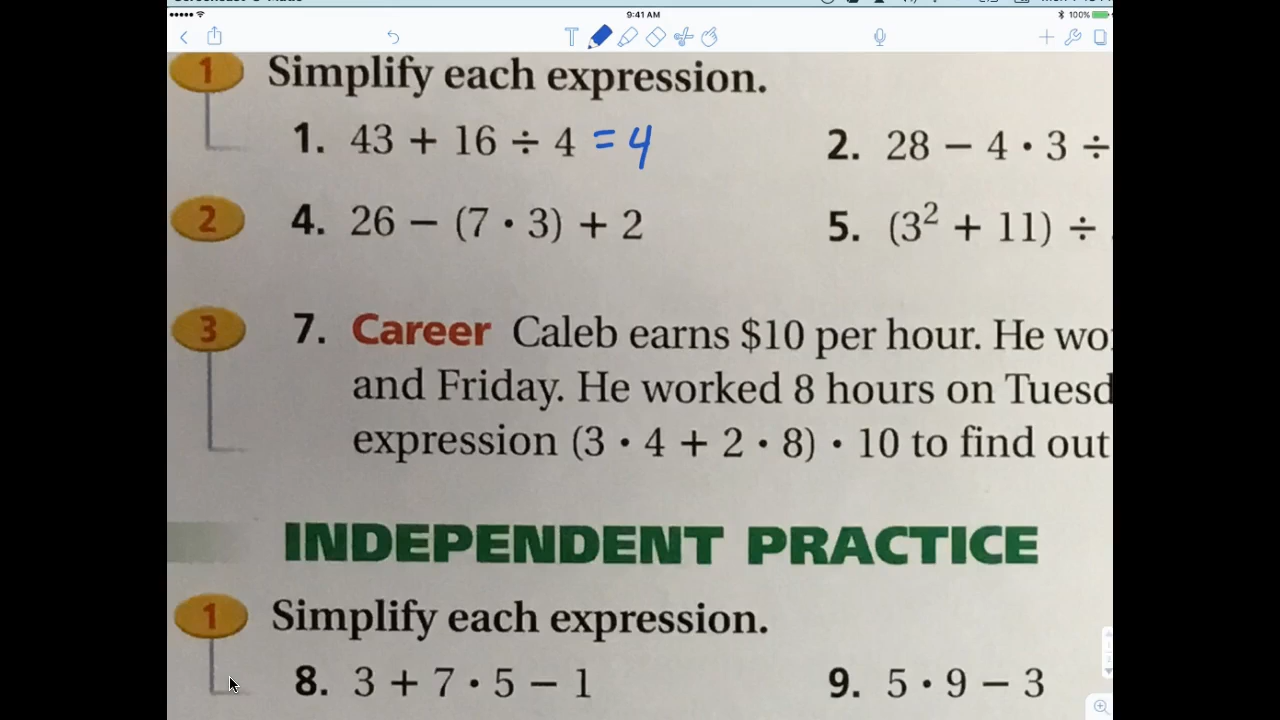 9:41 AM
100%
T
1 Simplify each expression.
1. 43 + 16 ÷ 4 = 4
2. 28 − 4 · 3 ÷
2 4. 26 − (7 · 3) + 2
5. (3² + 11) ÷
3 7. Career Caleb earns $10 per hour. He wo
and Friday. He worked 8 hours on Tuesd
expression (3 · 4 + 2 · 8) · 10 to find out
INDEPENDENT PRACTICE
1 Simplify each expression.
8. 3 + 7 · 5 − 1
9. 5 · 9 − 3